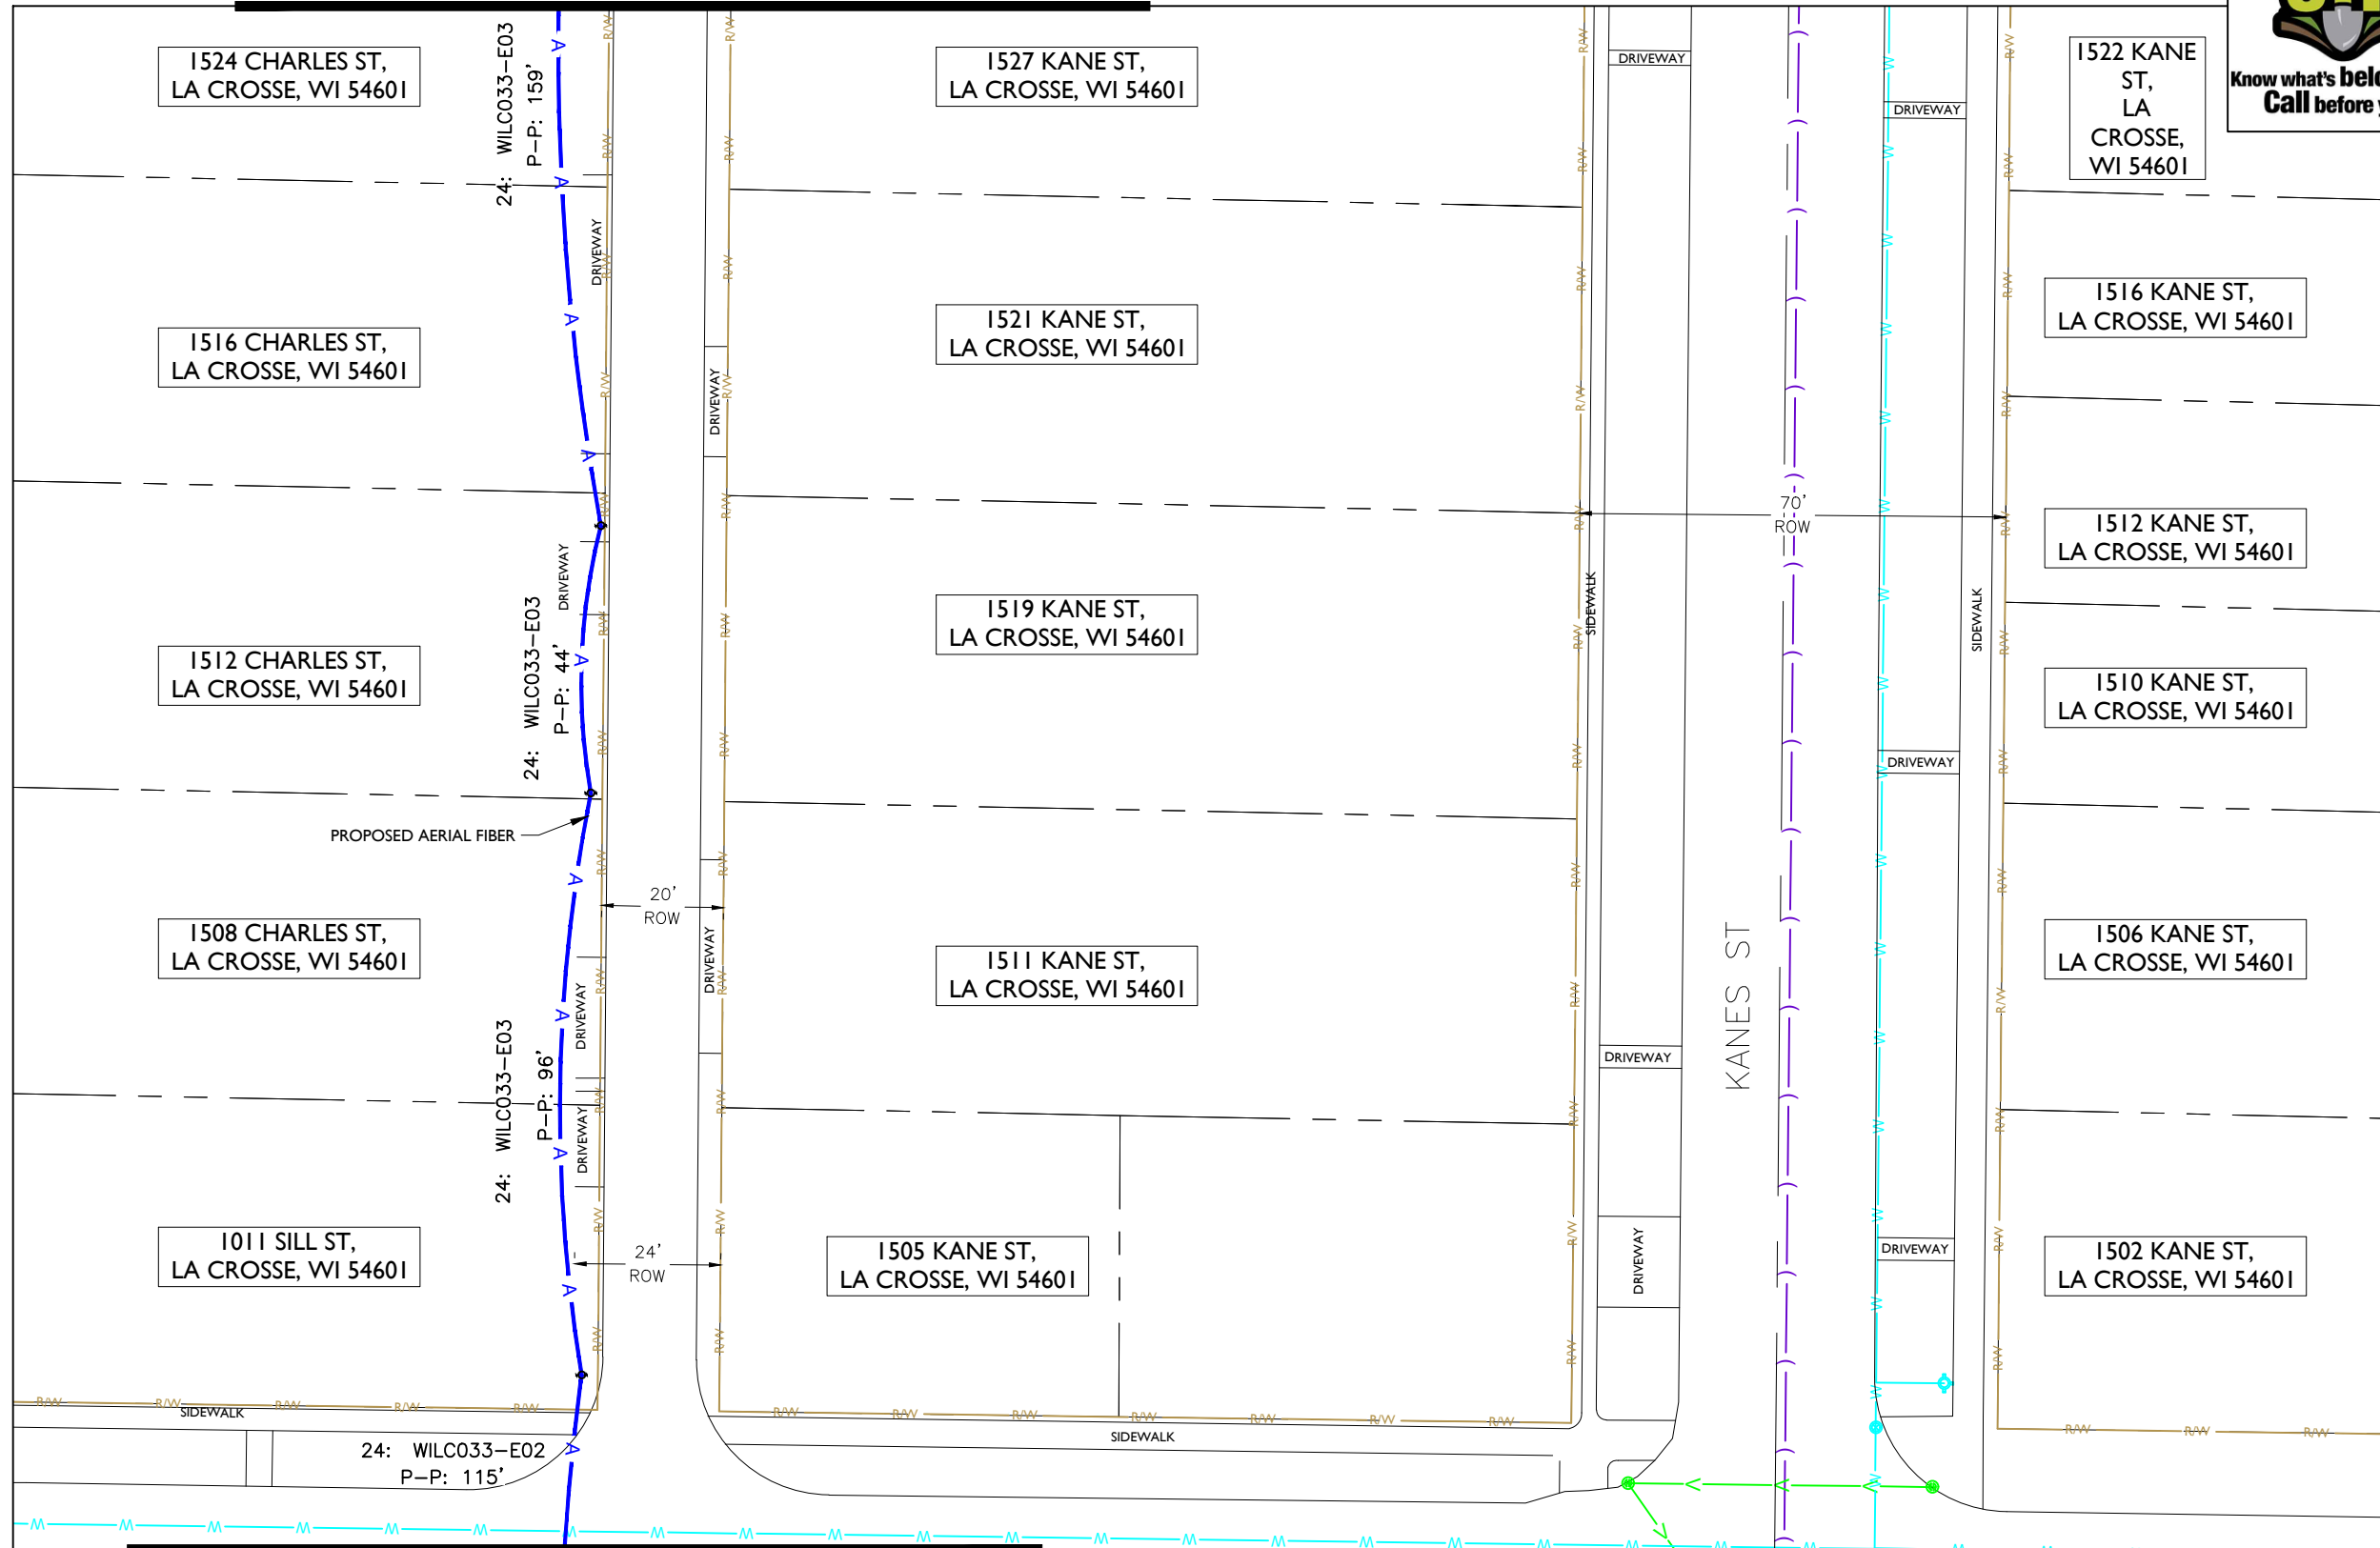 1524 CHARLES ST,
LA CROSSE, WI 54601
24: WILC033-E03
P-P: 159'
1527 KANE ST,
LA CROSSE, WI 54601
DRIVEWAY
DRIVEWAY
1522 KANE
ST,
LA
CROSSE,
WI 54601
Know what's
Call before
DRIVEWAY
1516 CHARLES ST,
LA CROSSE, WI 54601
1521 KANE ST,
LA CROSSE, WI 54601
DRIVEWAY
1516 KANE ST,
LA CROSSE, WI 54601
70'
ROW
1512 KANE ST,
LA CROSSE, WI 54601
DRIVEWAY
24: WILC033-E03
P-P: 44'
1512 CHARLES ST,
LA CROSSE, WI 54601
1519 KANE ST,
LA CROSSE, WI 54601
SIDEWALK
SIDEWALK
1510 KANE ST,
LA CROSSE, WI 54601
DRIVEWAY
PROPOSED AERIAL FIBER
20'
ROW
1508 CHARLES ST,
LA CROSSE, WI 54601
DRIVEWAY
DRIVEWAY
1511 KANE ST,
LA CROSSE, WI 54601
KANES ST
1506 KANE ST,
LA CROSSE, WI 54601
DRIVEWAY
24: WILC033-E03
P-P: 96'
DRIVEWAY
1011 SILL ST,
LA CROSSE, WI 54601
24'
ROW
1505 KANE ST,
LA CROSSE, WI 54601
DRIVEWAY
DRIVEWAY
1502 KANE ST,
LA CROSSE, WI 54601
SIDEWALK
SIDEWALK
24: WILC033-E02
P-P: 115'
R/W
A
W